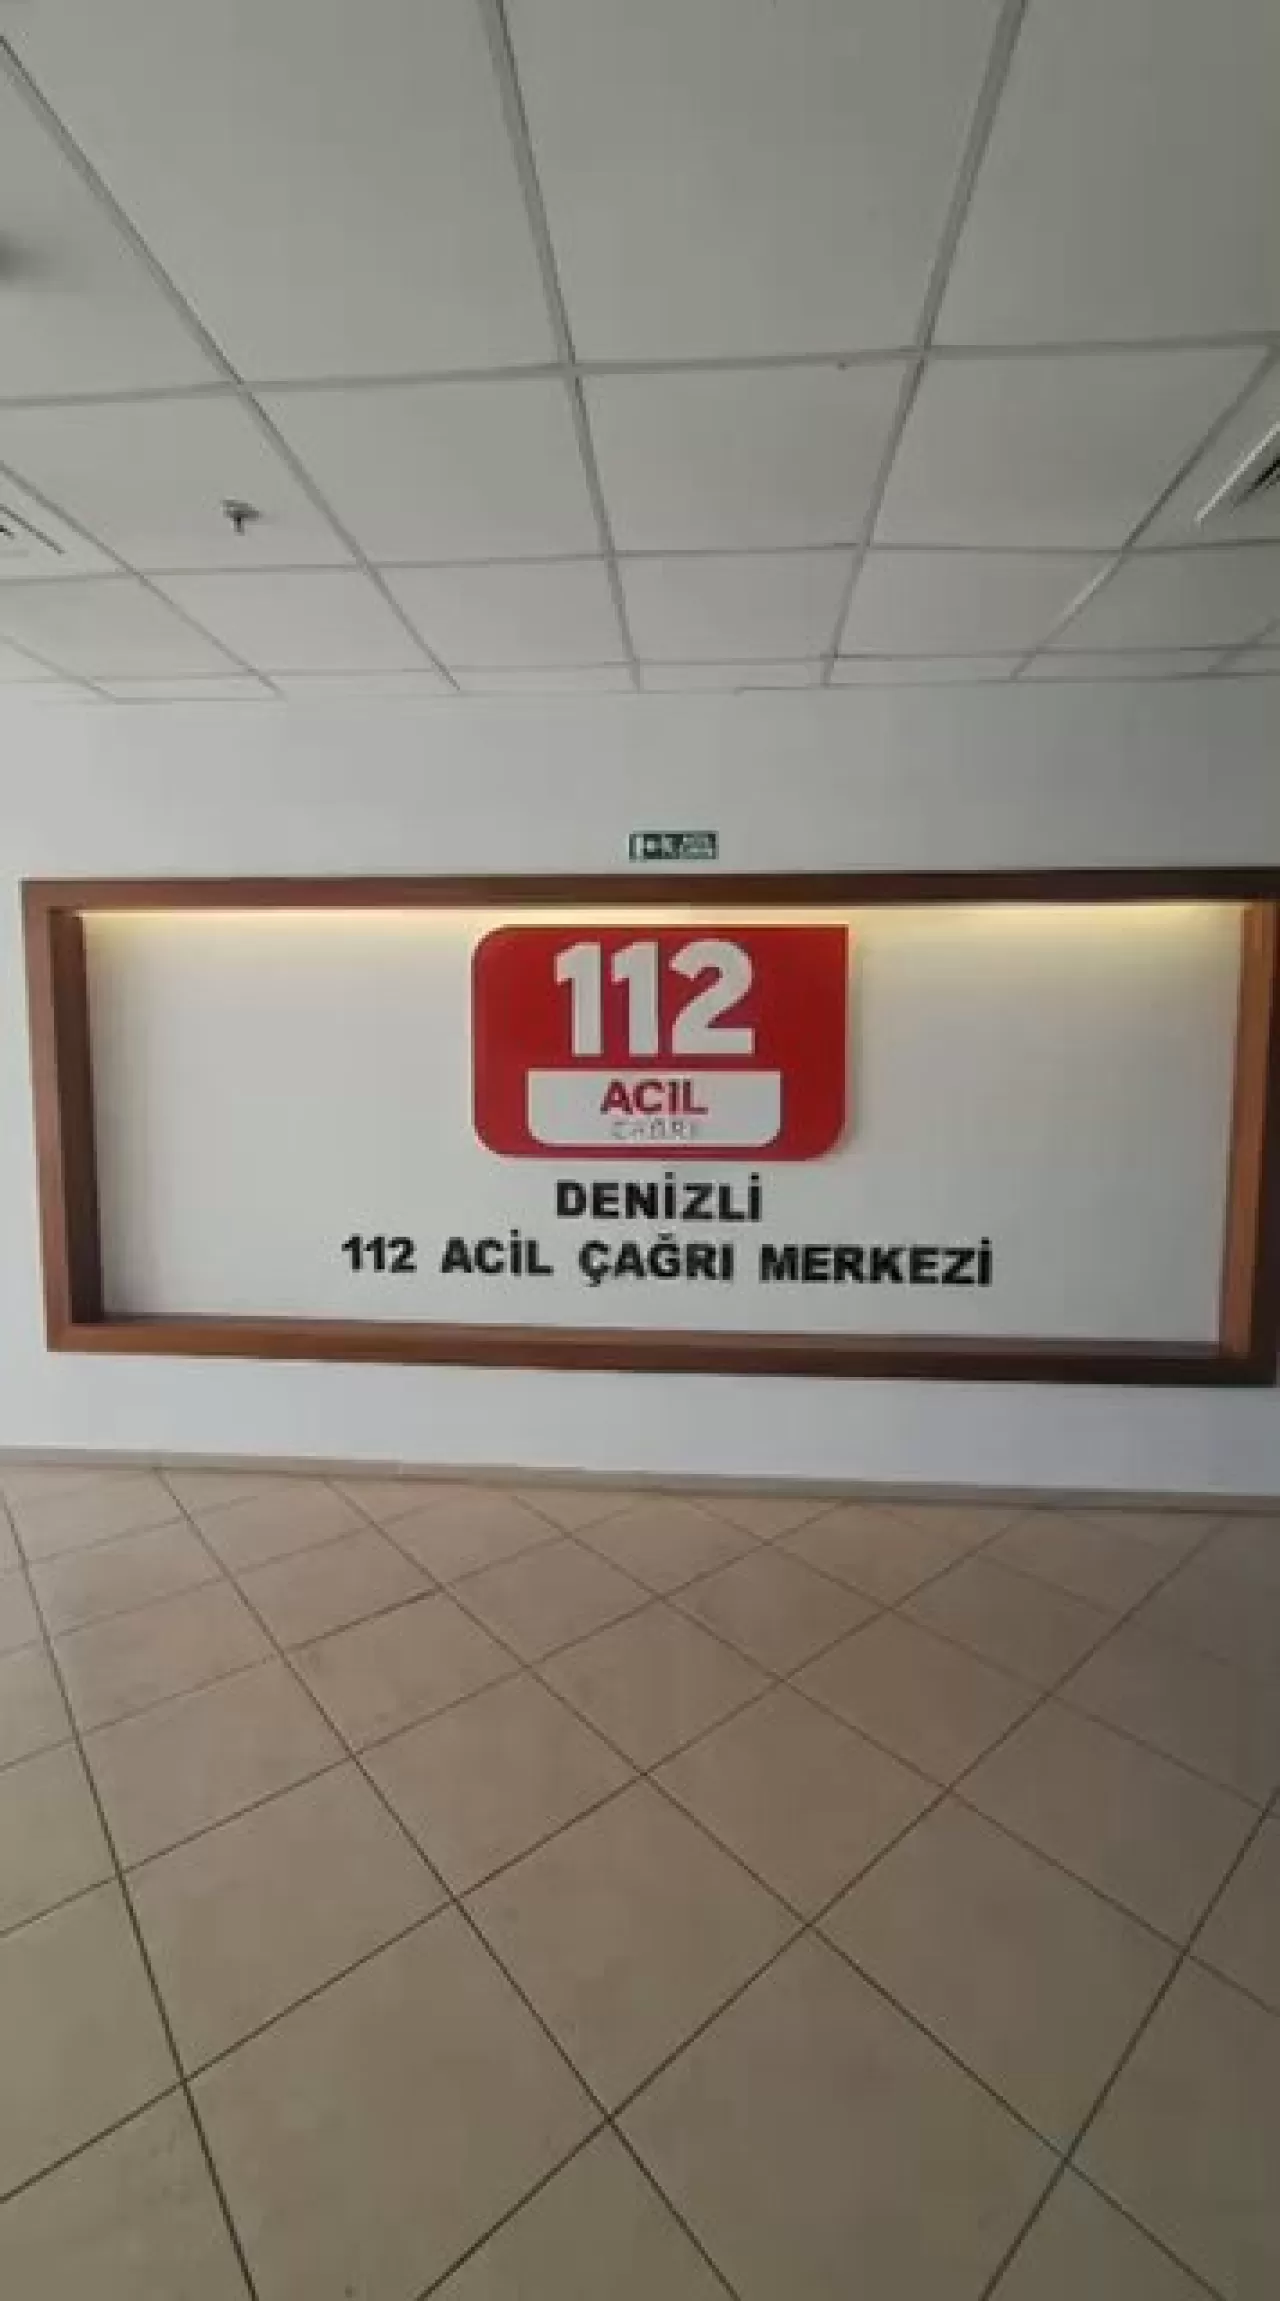 112
ACİL
ÇAĞRI
DENİZLİ
112 ACİL ÇAĞRI MERKEZİ